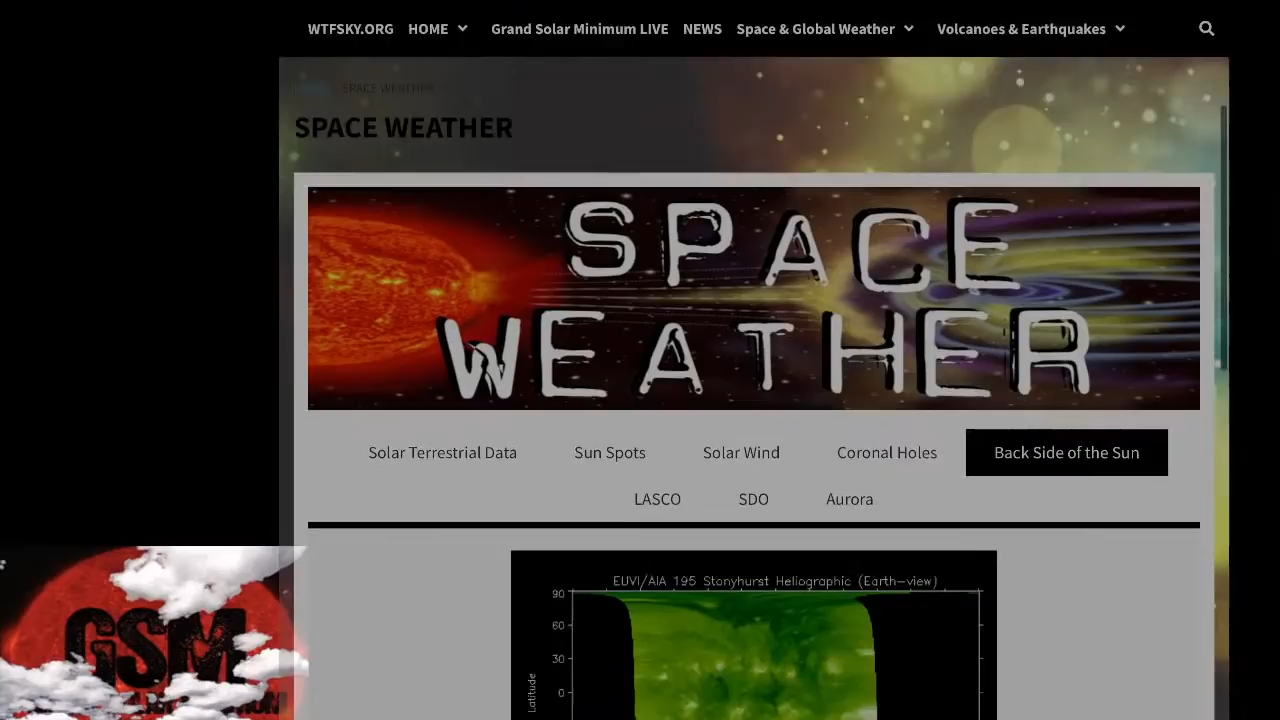 WTFSKY.ORG HOME Grand Solar Minimum LIVE NEWS Space & Global Weather Volcanoes & Earthquakes
SPACE WEATHER
SPACE WEATHER
SPACE
WEATHER
Solar Terrestrial Data Sun Spots Solar Wind Coronal Holes Back Side of the Sun
LASCO SDO Aurora
EUVI/AIA 195 Stonyhurst Heliographic (Earth-view)
90
60
30
0
Latitude
GSM